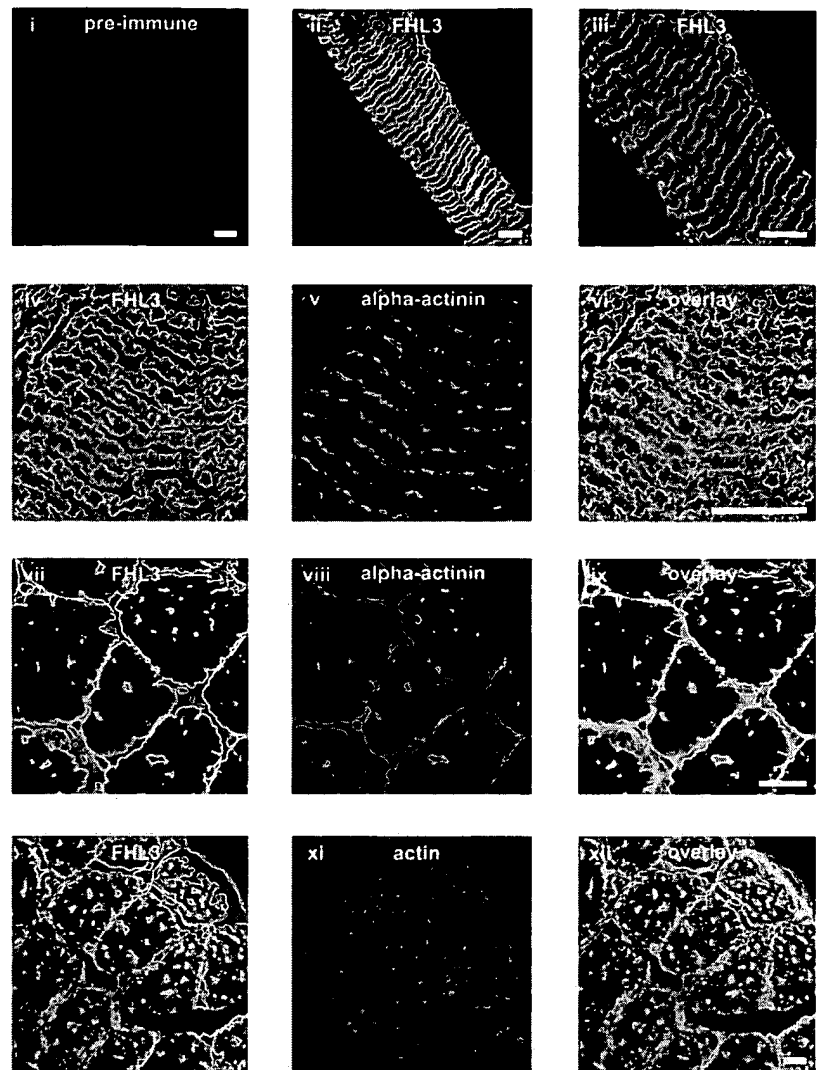 i pre-immune
ii FHL3
iii FHL3
iv FHL3
v alpha-actinin
vi overlay
vii FHL3
viii alpha-actinin
ix overlay
x FHL3
xi actin
xii overlay